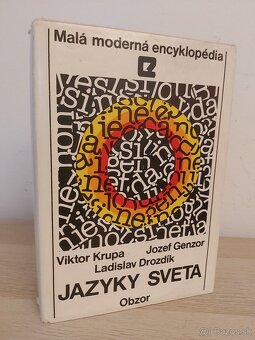 Malá moderná encyklopédia
Viktor Krupa Jozef Genzor
Ladislav Drozdík
JAZYKY SVETA
Obzor